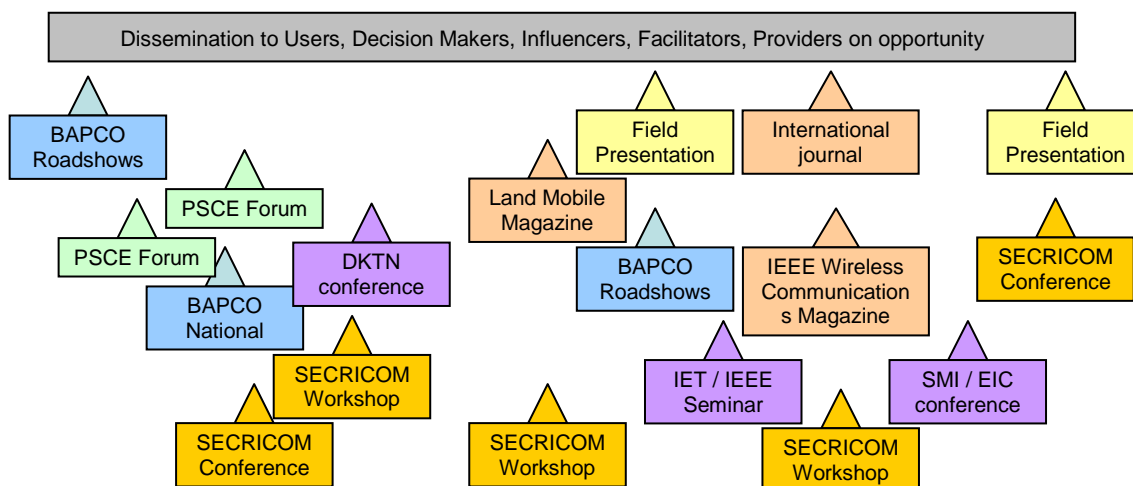 Dissemination to Users, Decision Makers, Influencers, Facilitators, Providers on opportunity
BAPCO
Roadshows
Field
Presentation
International
journal
Field
Presentation
PSCE Forum
Land Mobile
Magazine
PSCE Forum
DKTN
conference
BAPCO
Roadshows
IEEE Wireless
Communication
s Magazine
SECRICOM
Conference
BAPCO
National
SECRICOM
Workshop
IET / IEEE
Seminar
SMI / EIC
conference
SECRICOM
Conference
SECRICOM
Workshop
SECRICOM
Workshop